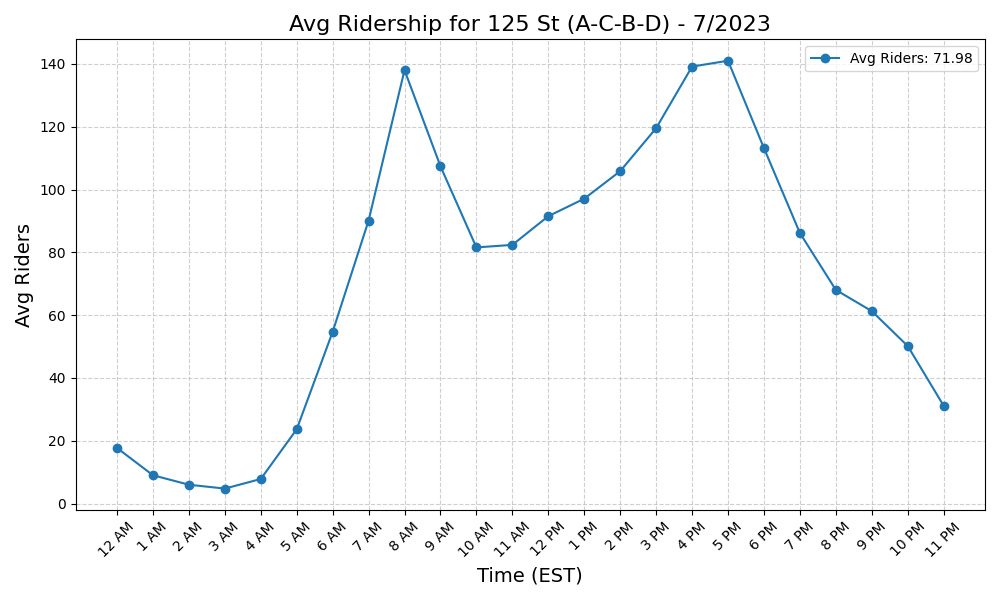 Avg Ridership for 125 St (A-C-B-D) - 7/2023
Avg Riders: 71.98
Avg Riders
140
120
100
80
60
40
20
0
12 AM
1 AM
2 AM
3 AM
4 AM
5 AM
6 AM
7 AM
8 AM
9 AM
10 AM
11 AM
12 PM
1 PM
2 PM
3 PM
4 PM
5 PM
6 PM
7 PM
8 PM
9 PM
10 PM
11 PM
Time (EST)